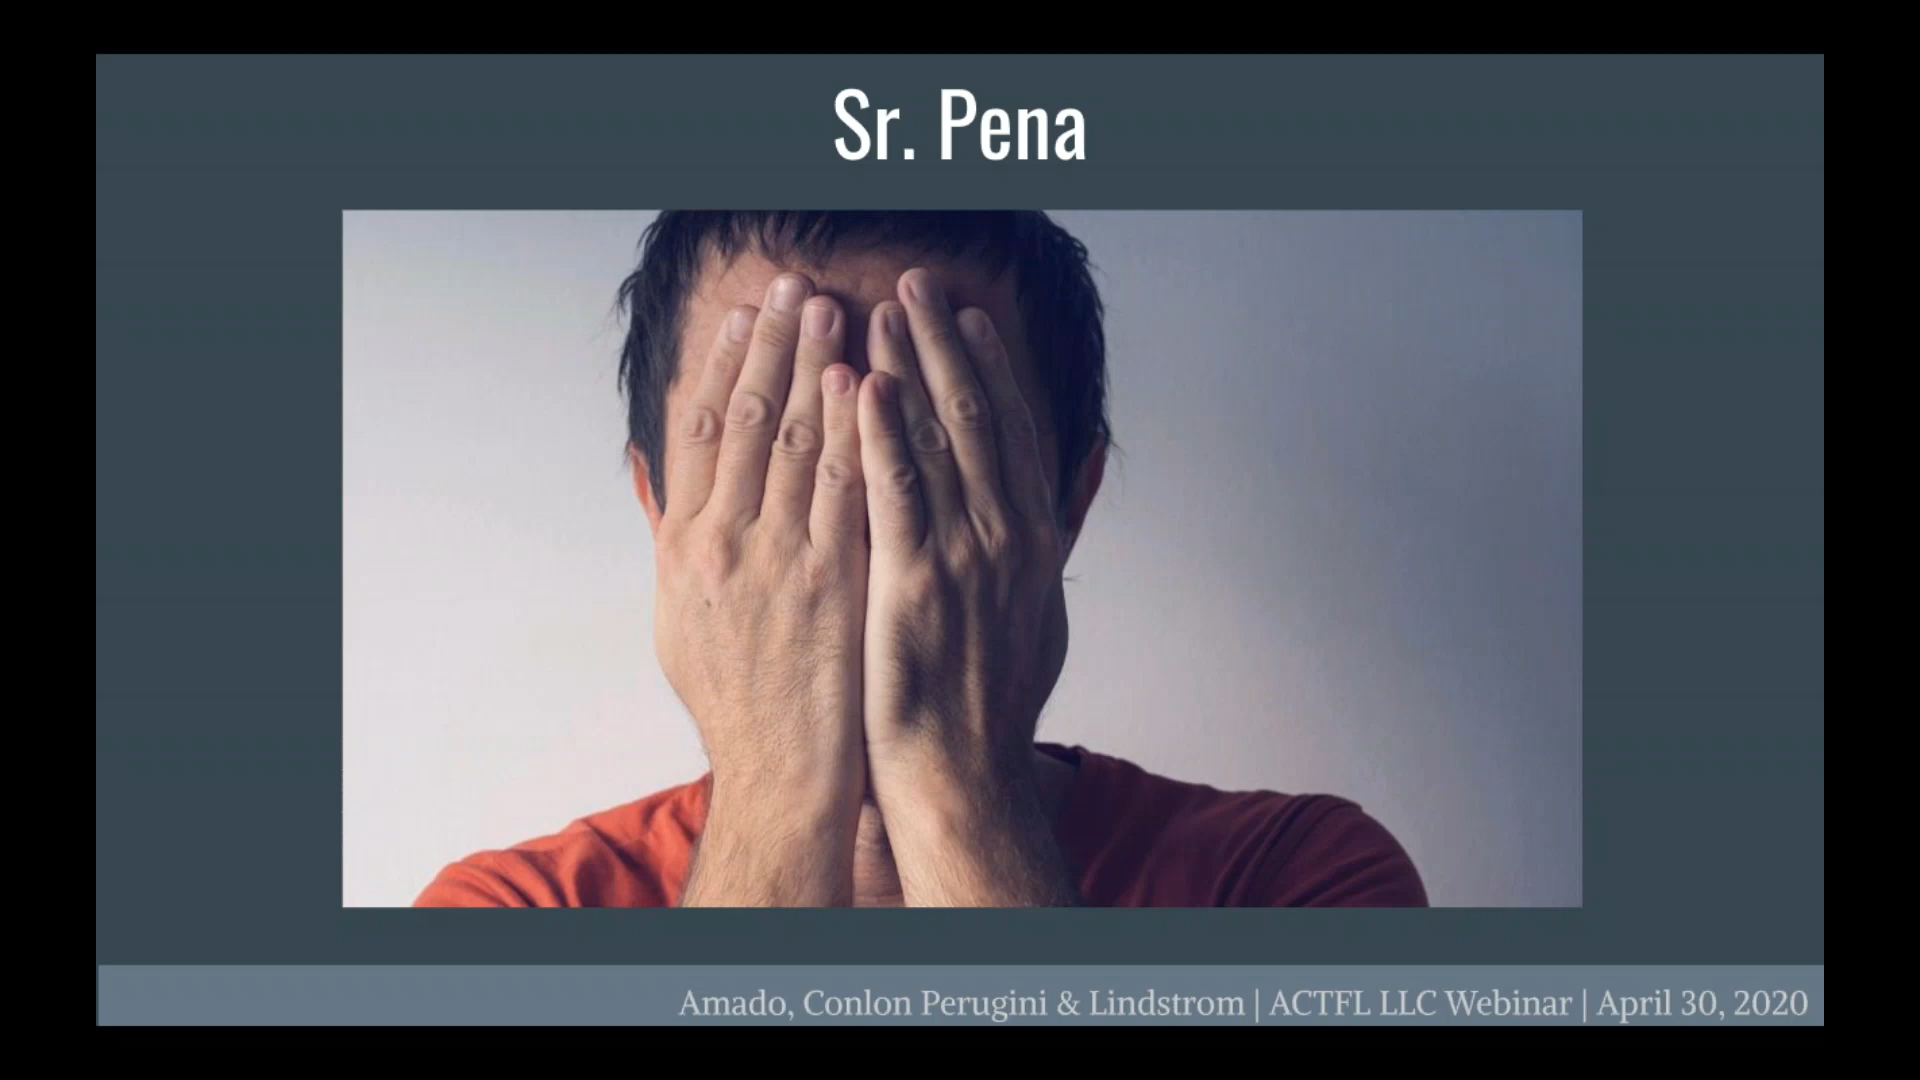 Sr. Pena
Amado, Conlon Perugini & Lindstrom | ACTFL LLC Webinar | April 30, 2020